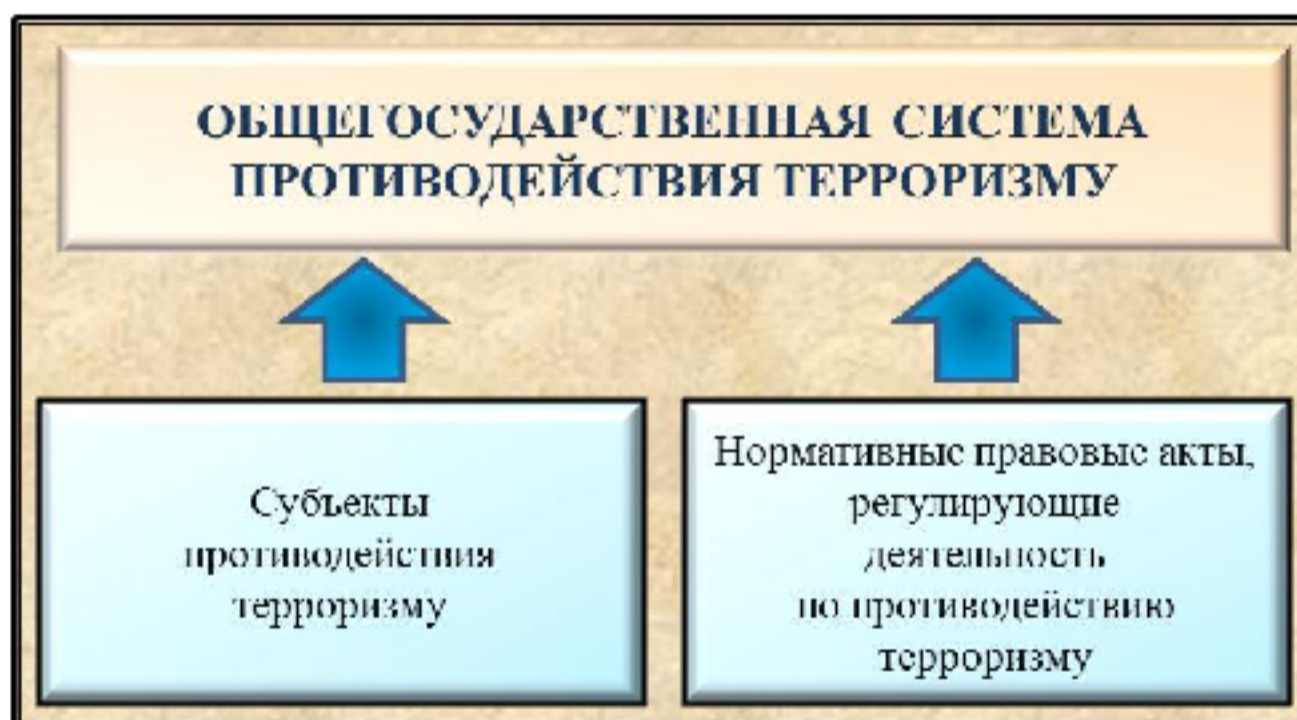 ОБЩЕГОСУДАРСТВЕННАЯ СИСТЕМА
ПРОТИВОДЕЙСТВИЯ ТЕРРОРИЗМУ
Субъекты
противодействия
терроризму
Нормативные правовые акты,
регулирующие
деятельность
по противодействию
терроризму